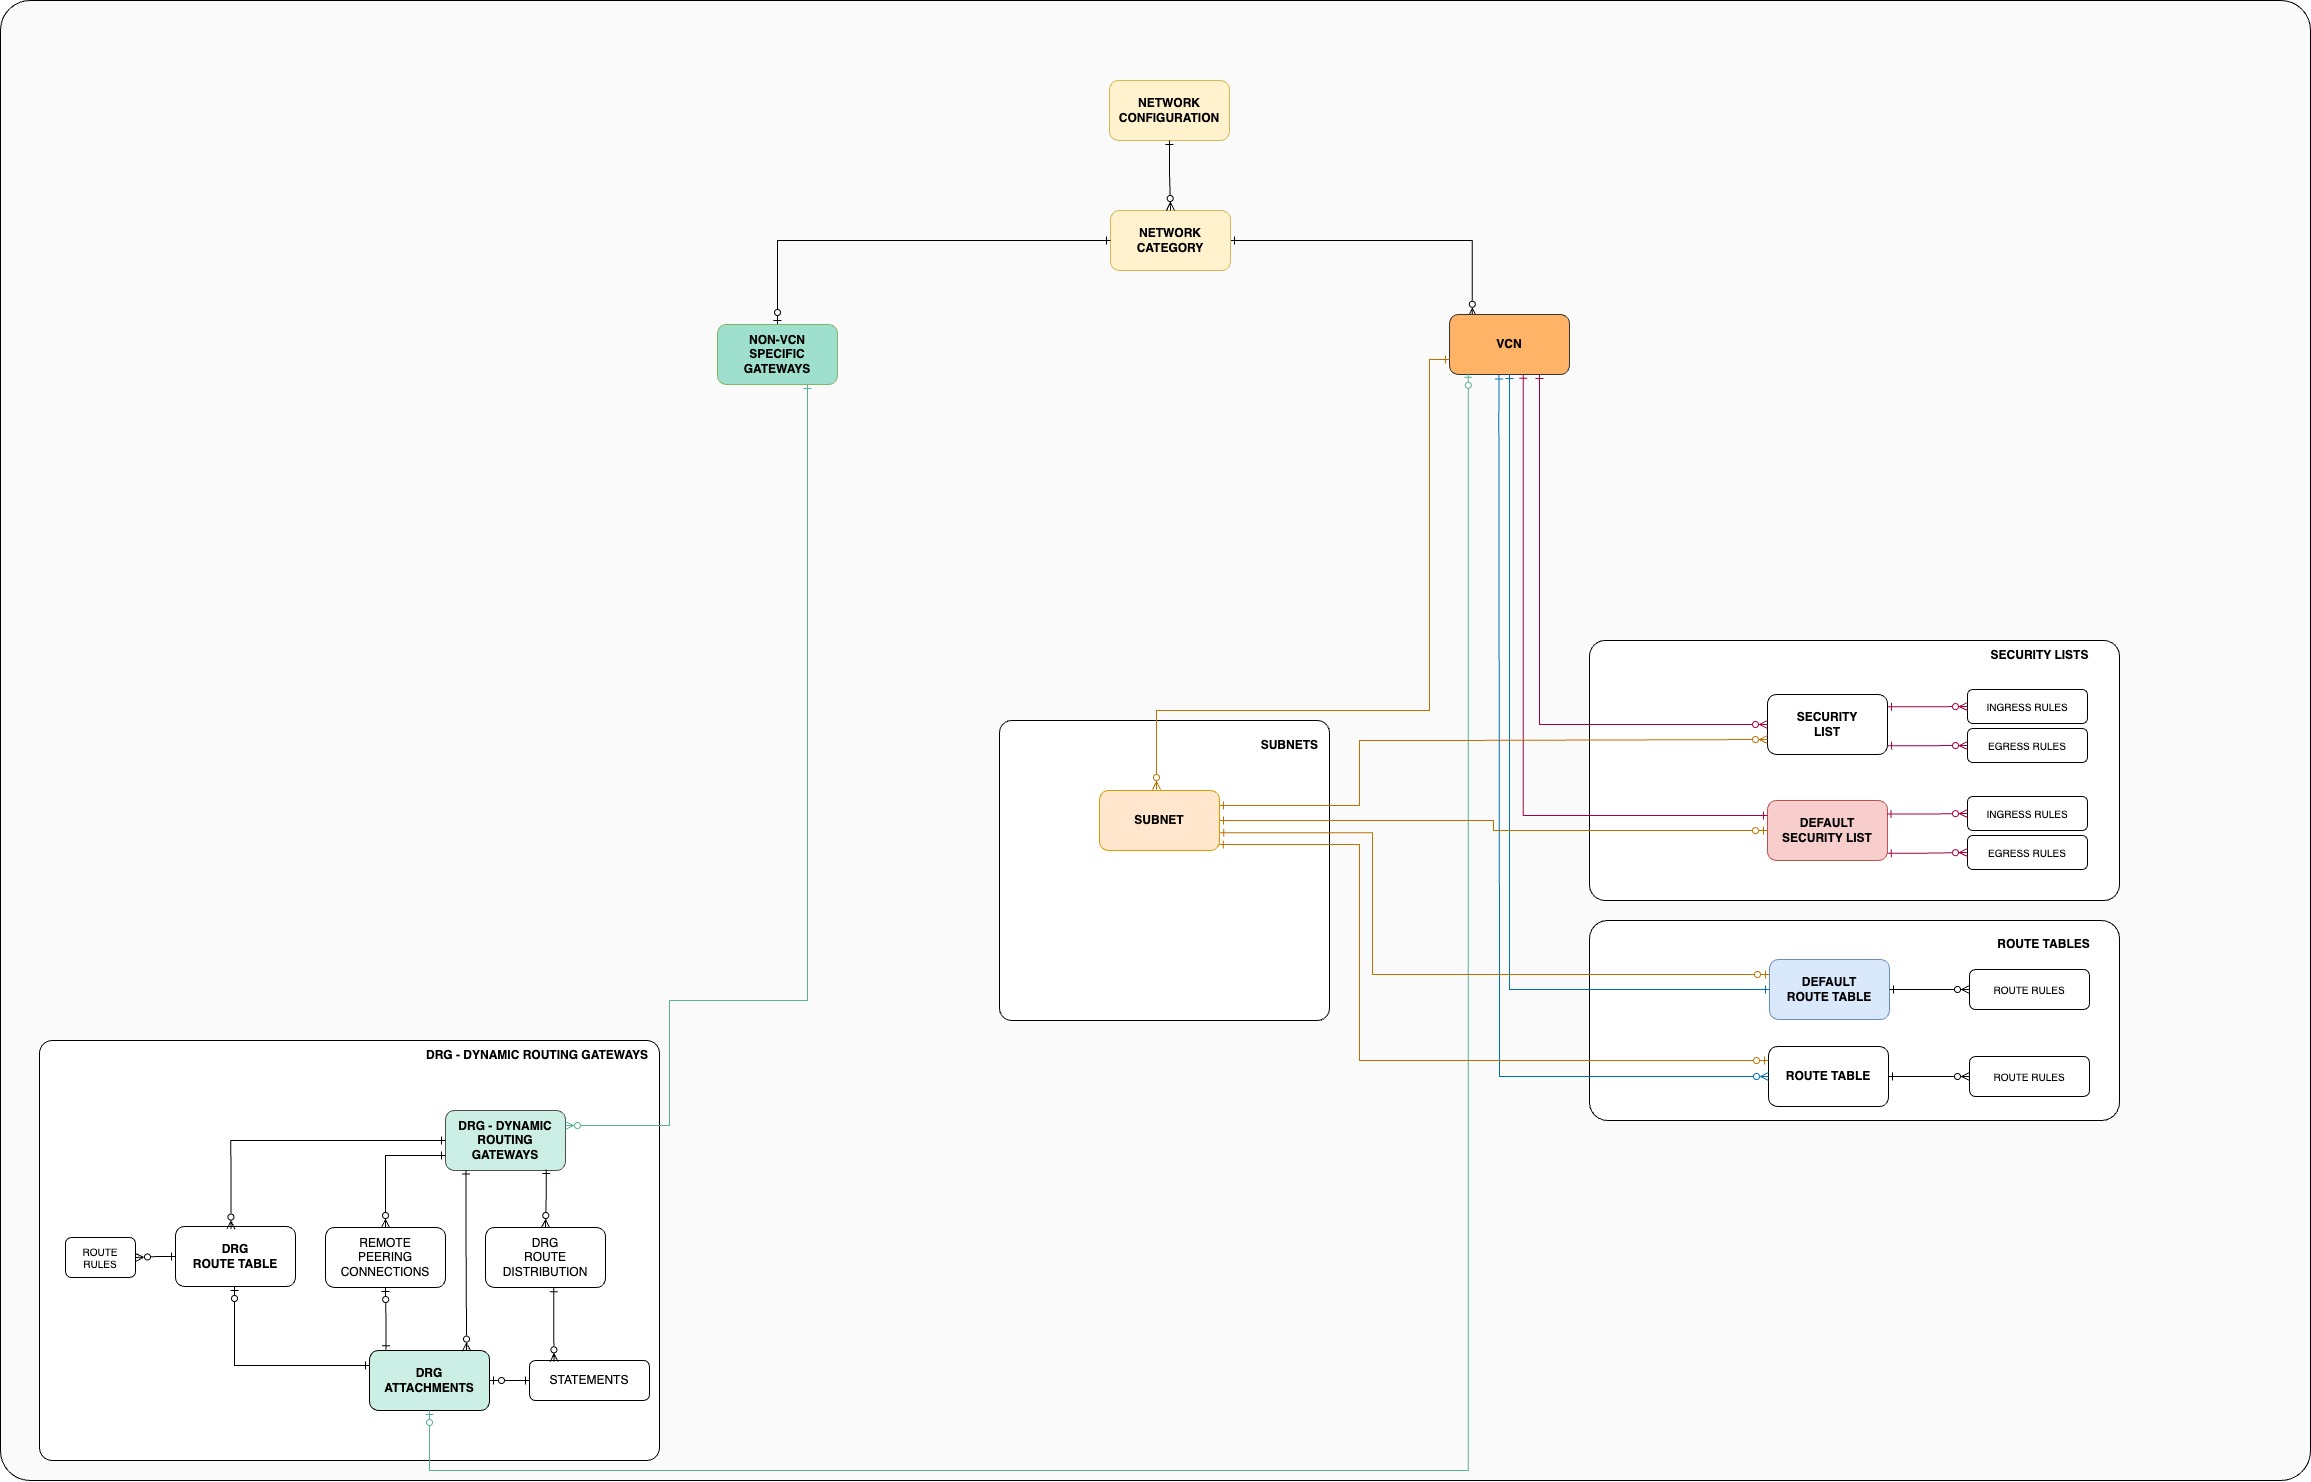 NETWORK
CONFIGURATION
NETWORK
CATEGORY
NON-VCN
SPECIFIC
GATEWAYS
VCN
SECURITY LISTS
SECURITY
LIST
INGRESS RULES
EGRESS RULES
DEFAULT
SECURITY LIST
INGRESS RULES
EGRESS RULES
SUBNETS
SUBNET
ROUTE TABLES
DEFAULT
ROUTE TABLE
ROUTE RULES
ROUTE TABLE
ROUTE RULES
DRG - DYNAMIC ROUTING GATEWAYS
DRG - DYNAMIC
ROUTING
GATEWAYS
ROUTE
RULES
DRG
ROUTE TABLE
REMOTE
PEERING
CONNECTIONS
DRG
ROUTE
DISTRIBUTION
DRG
ATTACHMENTS
STATEMENTS